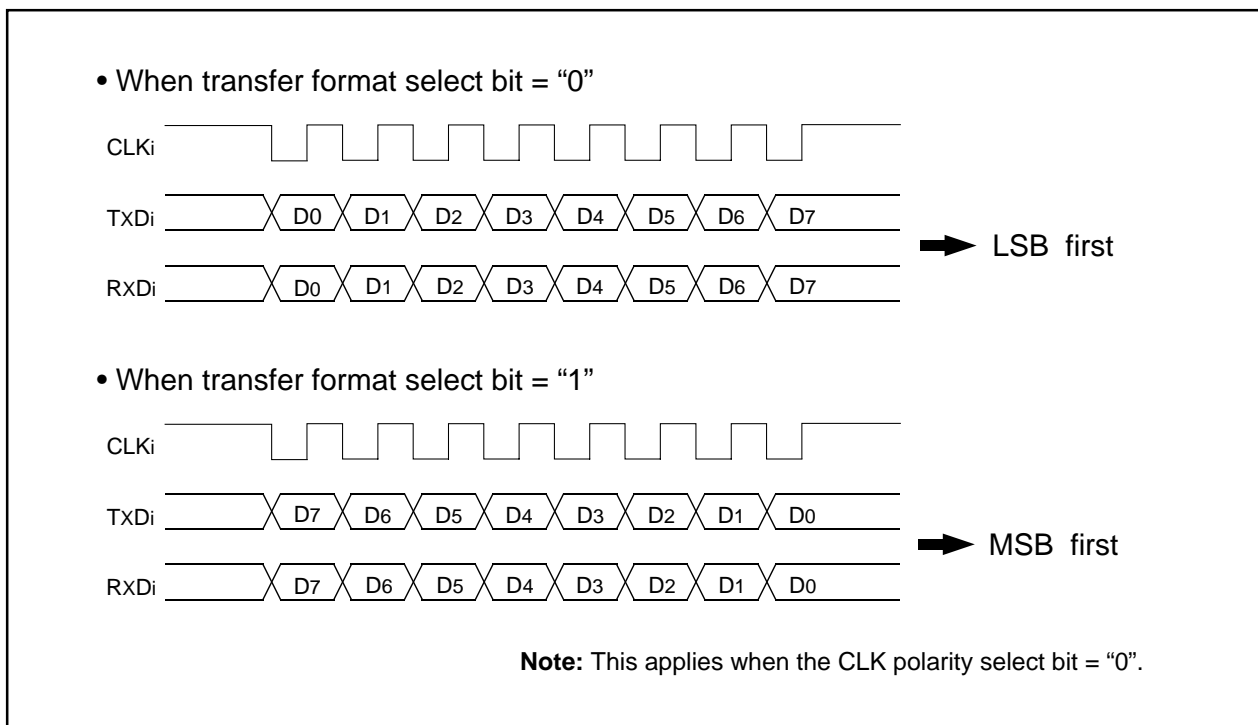 • When transfer format select bit = “0”
CLKi
TXDi D0 D1 D2 D3 D4 D5 D6 D7
RXDi D0 D1 D2 D3 D4 D5 D6 D7
LSB first
• When transfer format select bit = “1”
CLKi
TXDi D7 D6 D5 D4 D3 D2 D1 D0
RXDi D7 D6 D5 D4 D3 D2 D1 D0
MSB first
Note: This applies when the CLK polarity select bit = “0”.